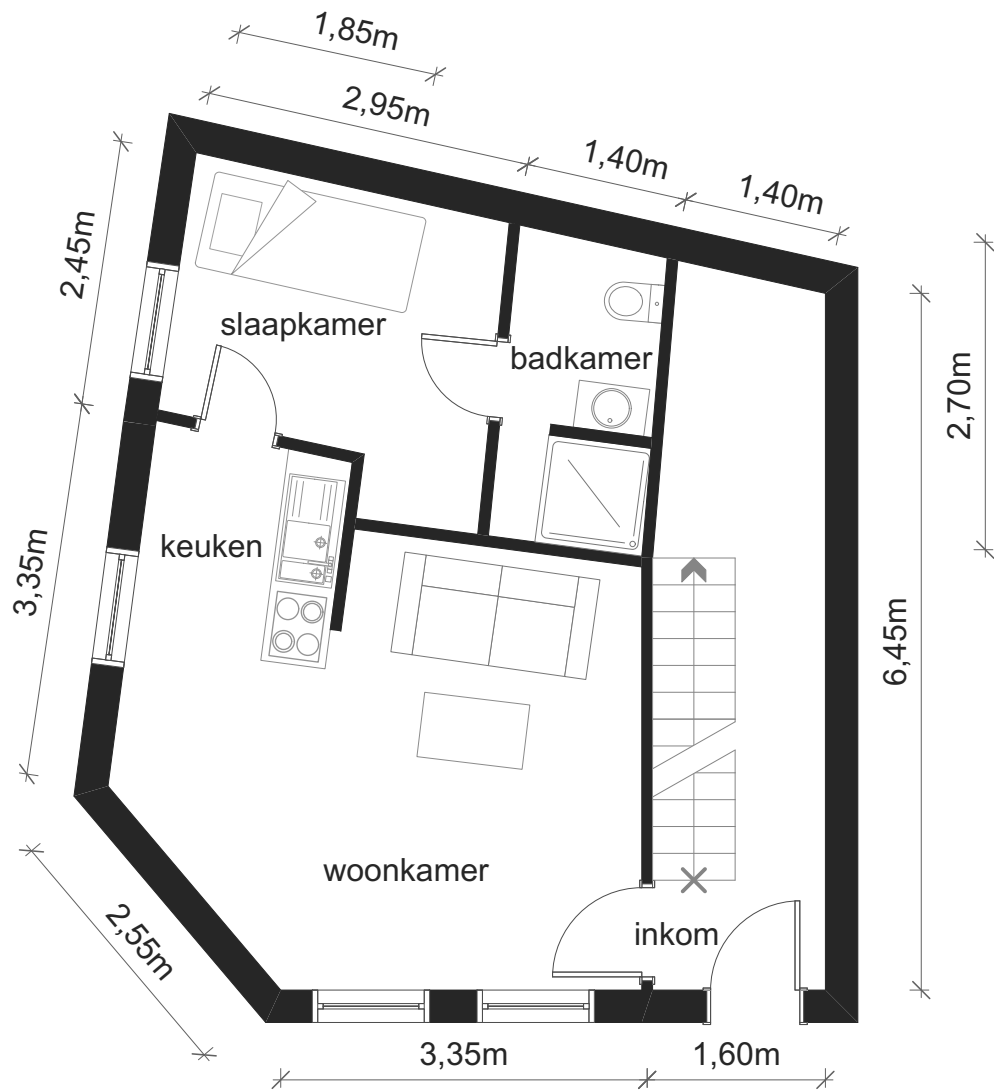 1,85m
2,95m
1,40m
1,40m
2,45m
2,70m
slaapkamer
badkamer
keuken
3,35m
6,45m
woonkamer
inkom
2,55m
3,35m
1,60m